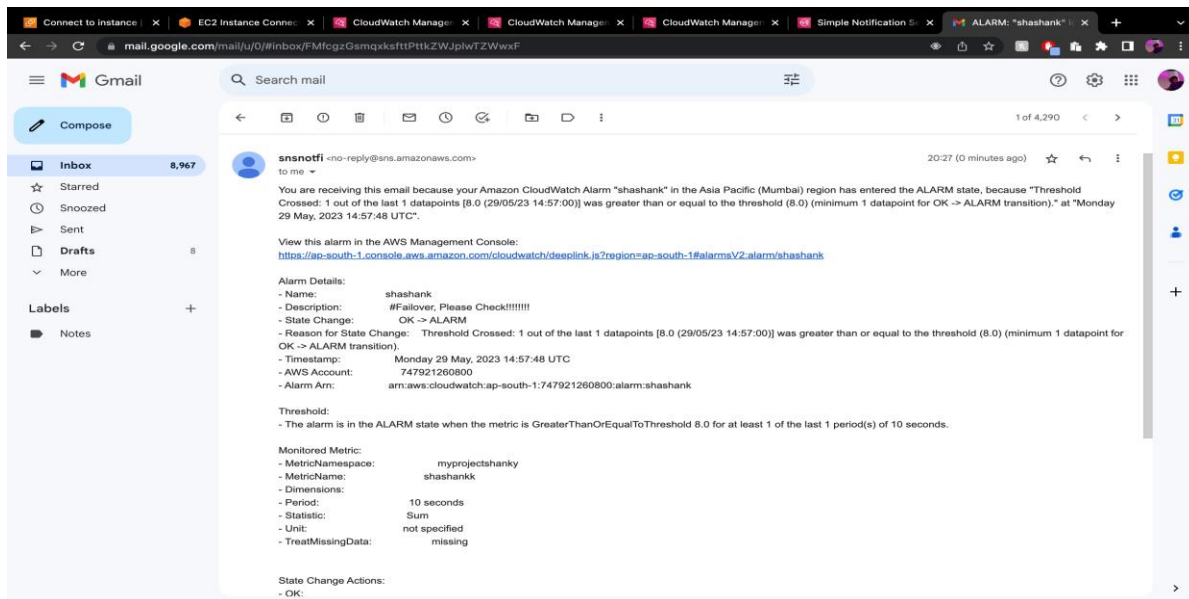 Connect to instance |
EC2 Instance Connec
CloudWatch Manager
CloudWatch Manager
CloudWatch Manager
Simple Notification Se
ALARM: "shashank" i
mail.google.com/mail/u/0/#inbox/FMfcgzGsmqxksfttPttkZWJplwTZWwxF
Gmail
Search mail
Compose
1 of 4,290
Inbox 8,967
Starred
Snoozed
Sent
Drafts 8
More
Labels
Notes
snsnotfi <no-reply@sns.amazonaws.com>
20:27 (0 minutes ago)
to me
You are receiving this email because your Amazon CloudWatch Alarm "shashank" in the Asia Pacific (Mumbai) region has entered the ALARM state, because "Threshold
Crossed: 1 out of the last 1 datapoints [8.0 (29/05/23 14:57:00)] was greater than or equal to the threshold (8.0) (minimum 1 datapoint for OK -> ALARM transition)." at "Monday
29 May, 2023 14:57:48 UTC".
View this alarm in the AWS Management Console:
https://ap-south-1.console.aws.amazon.com/cloudwatch/deeplink.js?region=ap-south-1#alarmsV2:alarm/shashank
Alarm Details:
- Name: shashank
- Description: #Failover, Please Check!!!!!!!!
- State Change: OK -> ALARM
- Reason for State Change: Threshold Crossed: 1 out of the last 1 datapoints [8.0 (29/05/23 14:57:00)] was greater than or equal to the threshold (8.0) (minimum 1 datapoint for
OK -> ALARM transition).
- Timestamp: Monday 29 May, 2023 14:57:48 UTC
- AWS Account: 747921260800
- Alarm Arn: arn:aws:cloudwatch:ap-south-1:747921260800:alarm:shashank
Threshold:
- The alarm is in the ALARM state when the metric is GreaterThanOrEqualToThreshold 8.0 for at least 1 of the last 1 period(s) of 10 seconds.
Monitored Metric:
- MetricNamespace: myprojectshanky
- MetricName: shashankk
- Dimensions:
- Period: 10 seconds
- Statistic: Sum
- Unit: not specified
- TreatMissingData: missing
State Change Actions:
- OK: